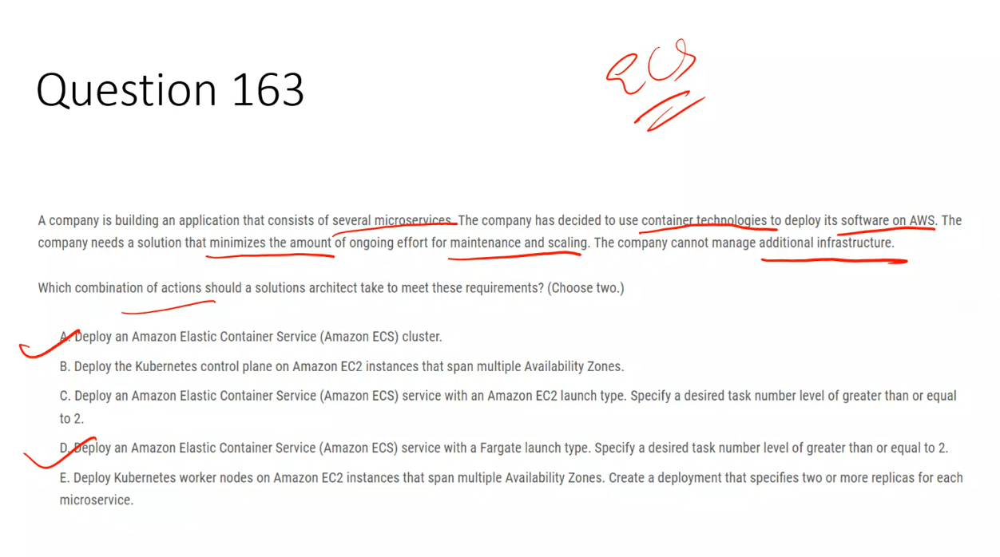 ECS
Question 163
A company is building an application that consists of several microservices. The company has decided to use container technologies to deploy its software on AWS. The
company needs a solution that minimizes the amount of ongoing effort for maintenance and scaling. The company cannot manage additional infrastructure.
Which combination of actions should a solutions architect take to meet these requirements? (Choose two.)
A. Deploy an Amazon Elastic Container Service (Amazon ECS) cluster.
B. Deploy the Kubernetes control plane on Amazon EC2 instances that span multiple Availability Zones.
C. Deploy an Amazon Elastic Container Service (Amazon ECS) service with an Amazon EC2 launch type. Specify a desired task number level of greater than or equal
to 2.
D. Deploy an Amazon Elastic Container Service (Amazon ECS) service with a Fargate launch type. Specify a desired task number level of greater than or equal to 2.
E. Deploy Kubernetes worker nodes on Amazon EC2 instances that span multiple Availability Zones. Create a deployment that specifies two or more replicas for each
microservice.